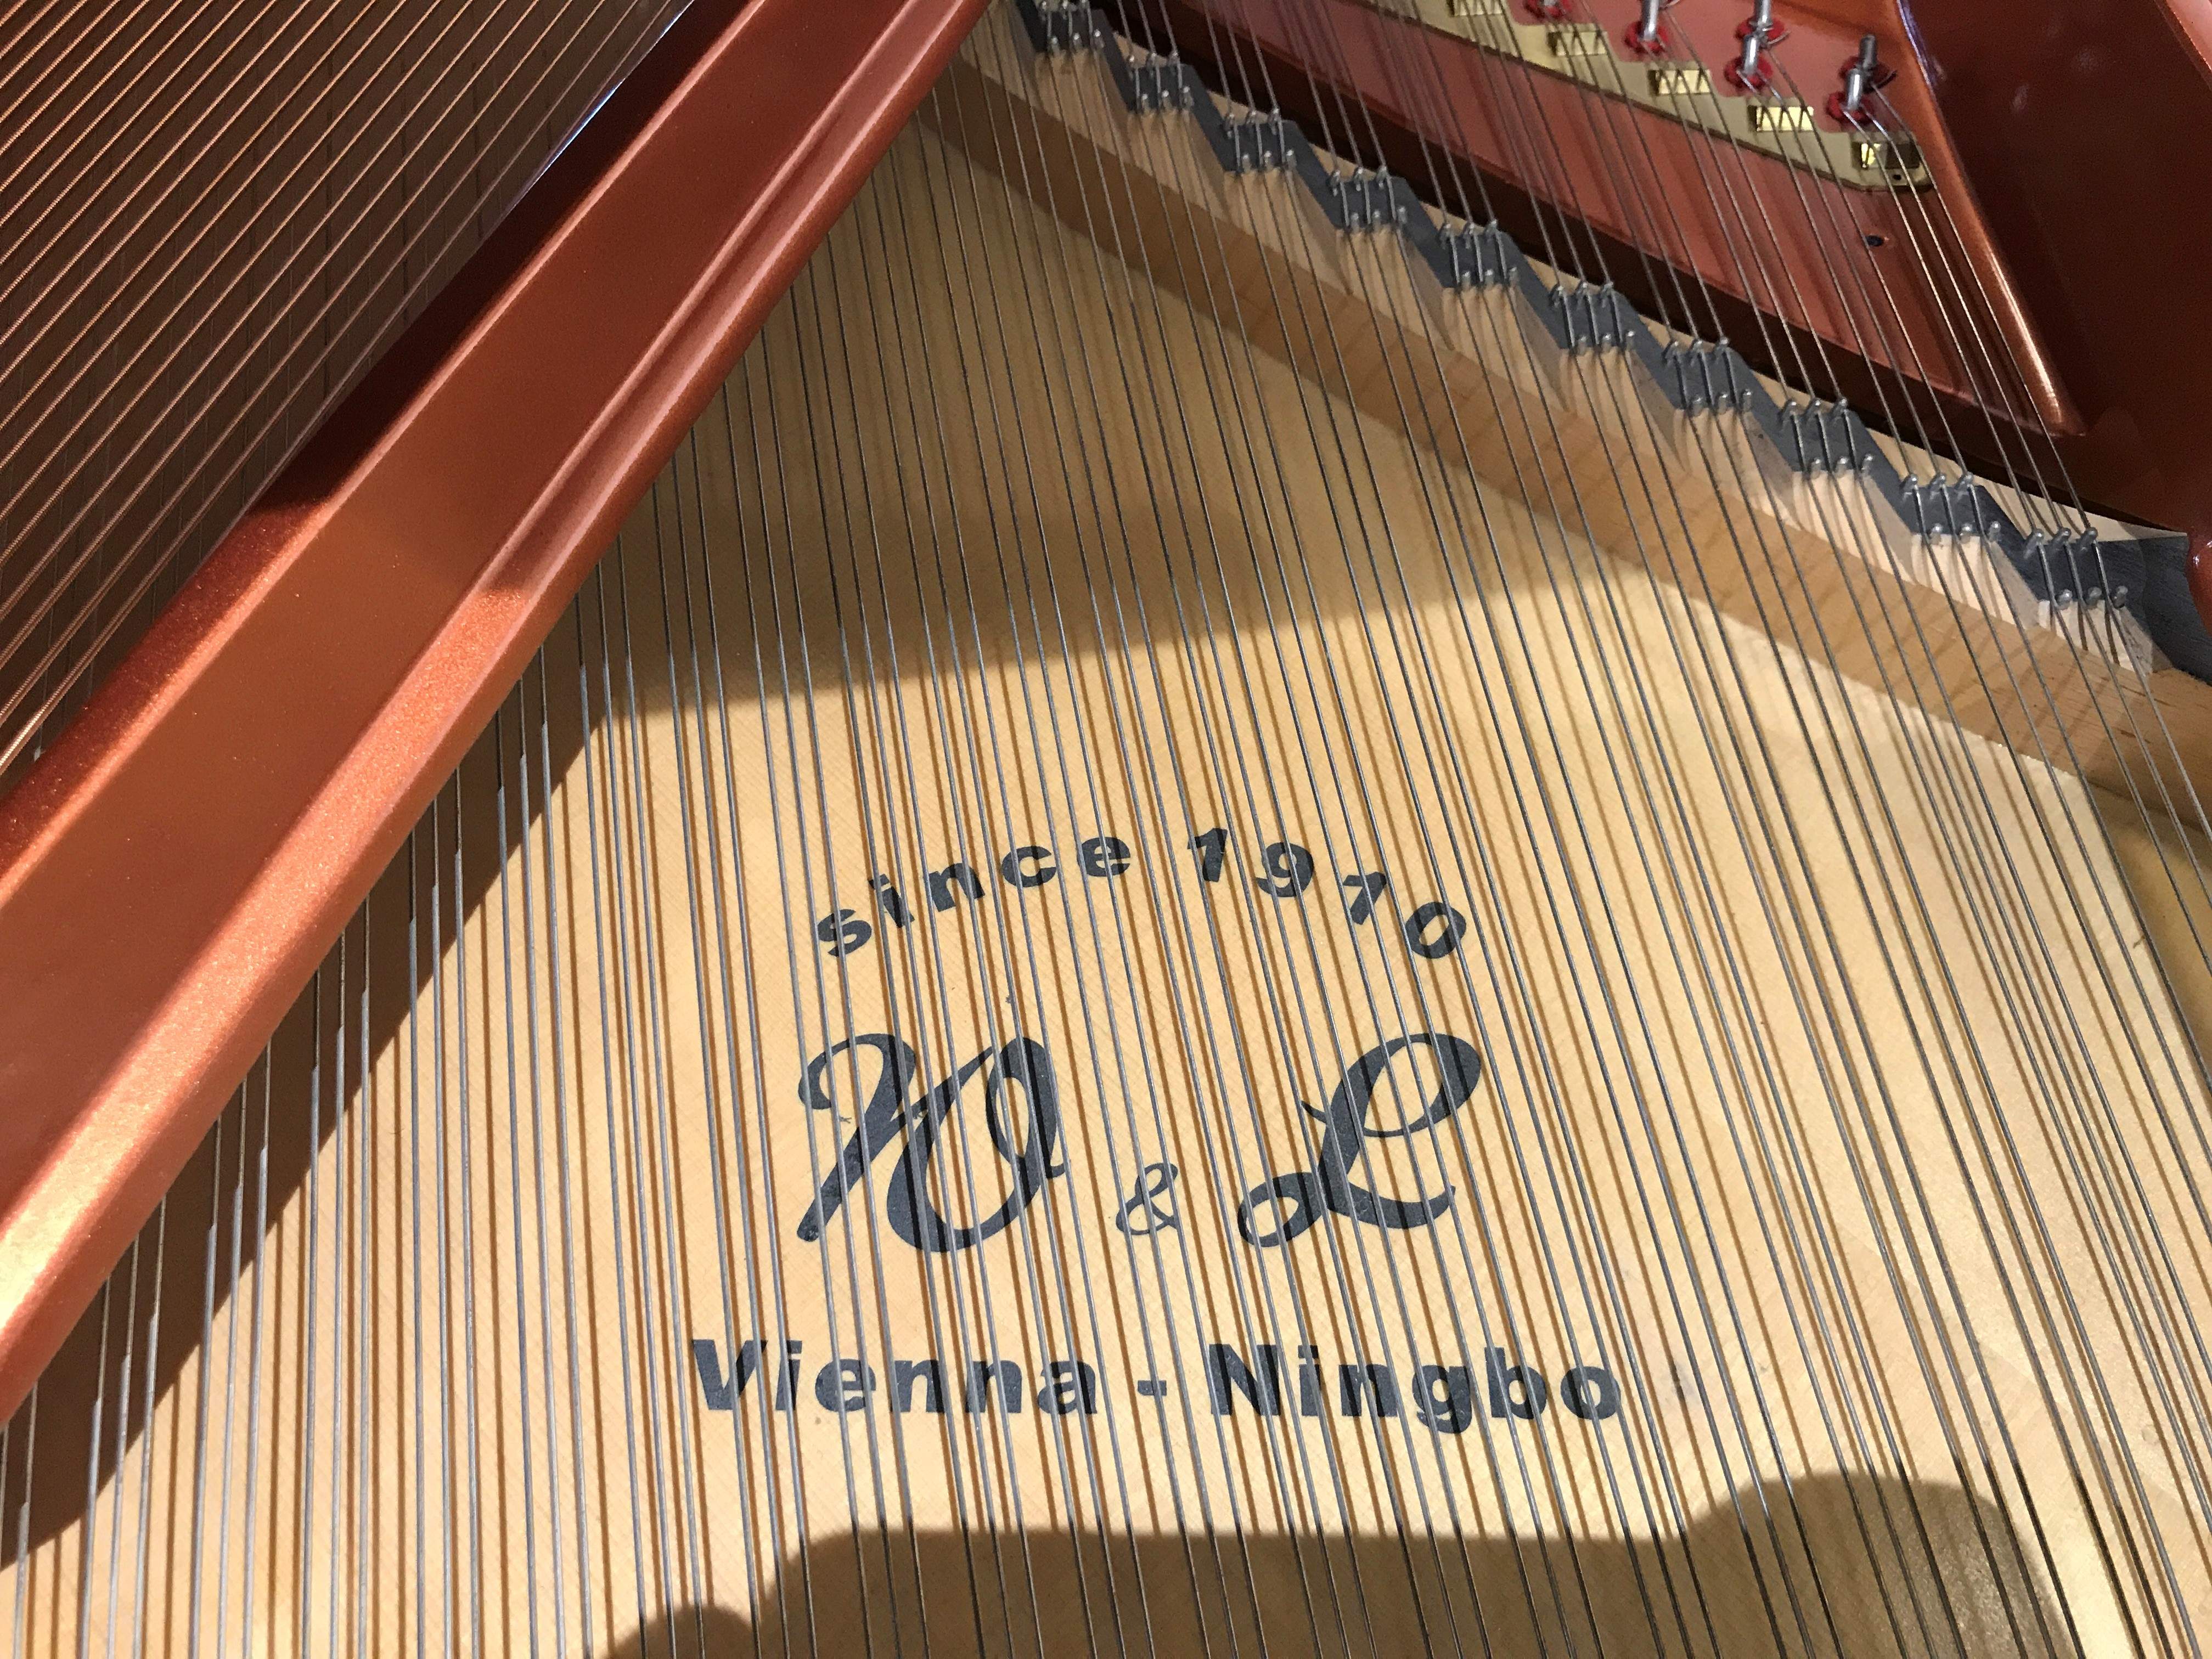 since 1910
W & L
Vienna - Ningbo